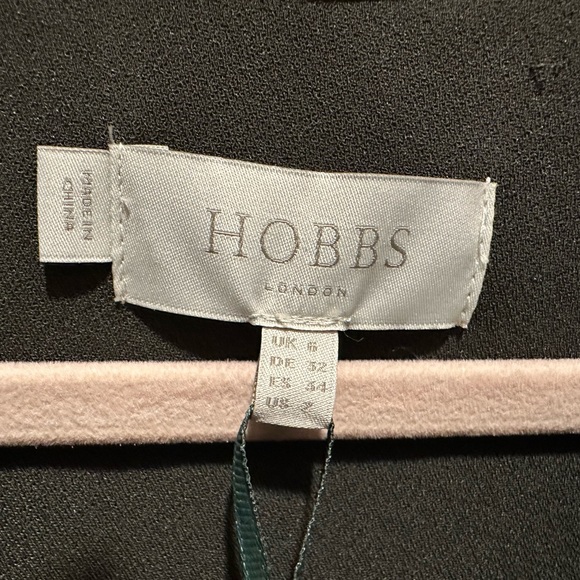 MADE IN
CHINA
HOBBS
LONDON
UK 6
DE 32
ES 34
US 2